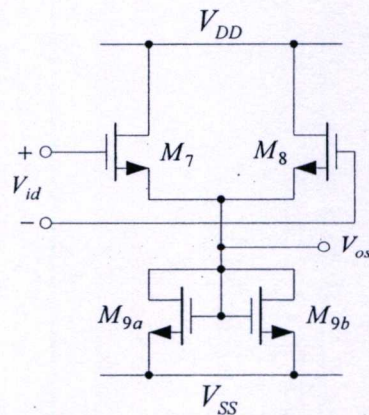 V_DD
+
M_7
M_8
V_id
−
V_os
M_9a
M_9b
V_SS